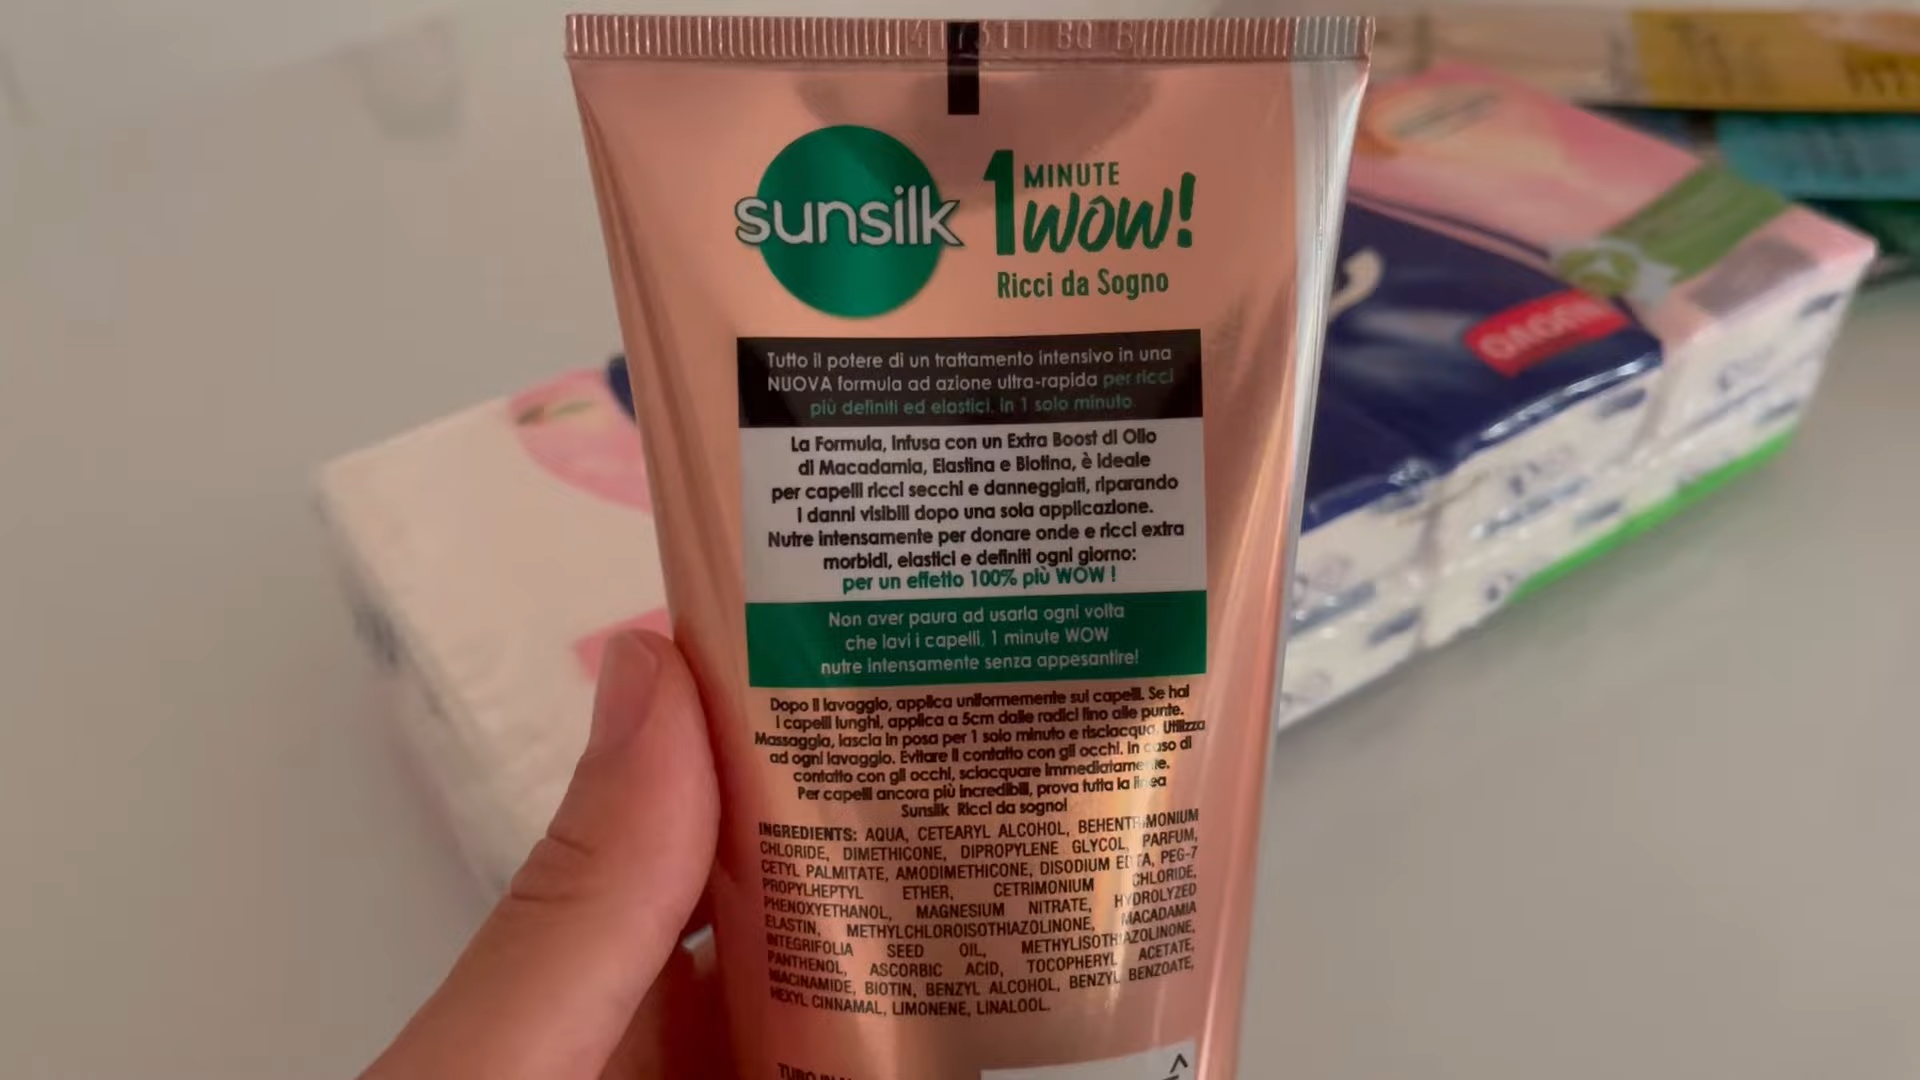 sunsilk
1 MINUTE
WOW!
Ricci da Sogno
Tutto il potere di un trattamento intensivo in una
NUOVA formula ad azione ultra-rapida per ricci
più definiti ed elastici. In 1 solo minuto.
La Formula, Infusa con un Extra Boost di Olio
di Macadamia, Elastina e Biotina, è ideale
per capelli ricci secchi e danneggiati, riparando
i danni visibili dopo una sola applicazione.
Nutre intensamente per donare onde e ricci extra
morbidi, elastici e definiti ogni giorno:
per un effetto 100% più WOW !
Non aver paura ad usarla ogni volta
che lavi i capelli, 1 minute WOW
nutre intensamente senza appesantire!
Dopo il lavaggio, applica uniformemente sui capelli. Se hai
i capelli lunghi, applica a 5cm dalle radici fino alle punte.
Massaggia, lascia in posa per 1 solo minuto e risciacqua. Utilizza
ad ogni lavaggio. Evitare il contatto con gli occhi. In caso di
contatto con gli occhi, sciacquare immediatamente.
Per capelli ancora più incredibili, prova tutta la linea
Sunsilk Ricci da sogno!
INGREDIENTS: AQUA, CETEARYL ALCOHOL, BEHENTRIMONIUM
CHLORIDE, DIMETHICONE, DIPROPYLENE GLYCOL, PARFUM,
CETYL PALMITATE, AMODIMETHICONE, DISODIUM EDTA, PEG-7
PROPYLHEPTYL ETHER, CETRIMONIUM CHLORIDE,
PHENOXYETHANOL, MAGNESIUM NITRATE, HYDROLYZED
ELASTIN, METHYLCHLOROISOTHIAZOLINONE, MACADAMIA
INTEGRIFOLIA SEED OIL, METHYLISOTHIAZOLINONE,
PANTHENOL, ASCORBIC ACID, TOCOPHERYL ACETATE,
NIACINAMIDE, BIOTIN, BENZYL ALCOHOL, BENZYL BENZOATE,
HEXYL CINNAMAL, LIMONENE, LINALOOL.
NUOVO